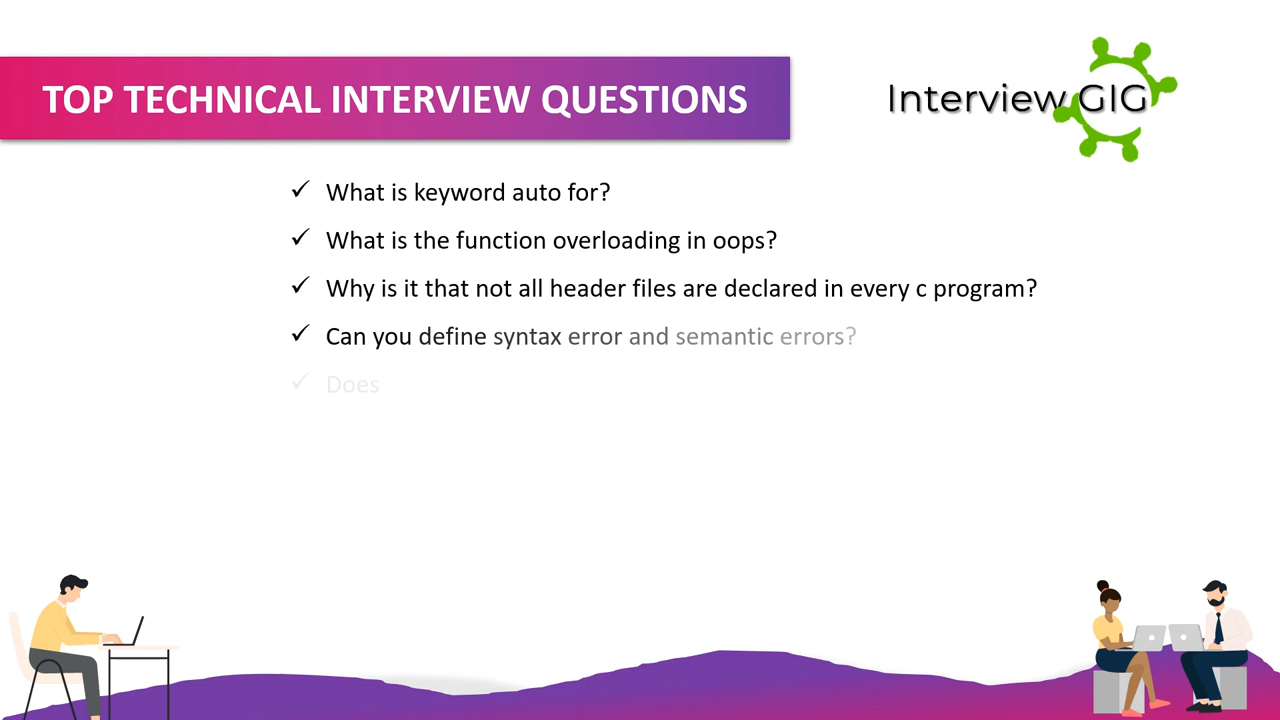 TOP TECHNICAL INTERVIEW QUESTIONS
Interview GIG
✓ What is keyword auto for?
✓ What is the function overloading in oops?
✓ Why is it that not all header files are declared in every c program?
✓ Can you define syntax error and semantic errors?
✓ Does